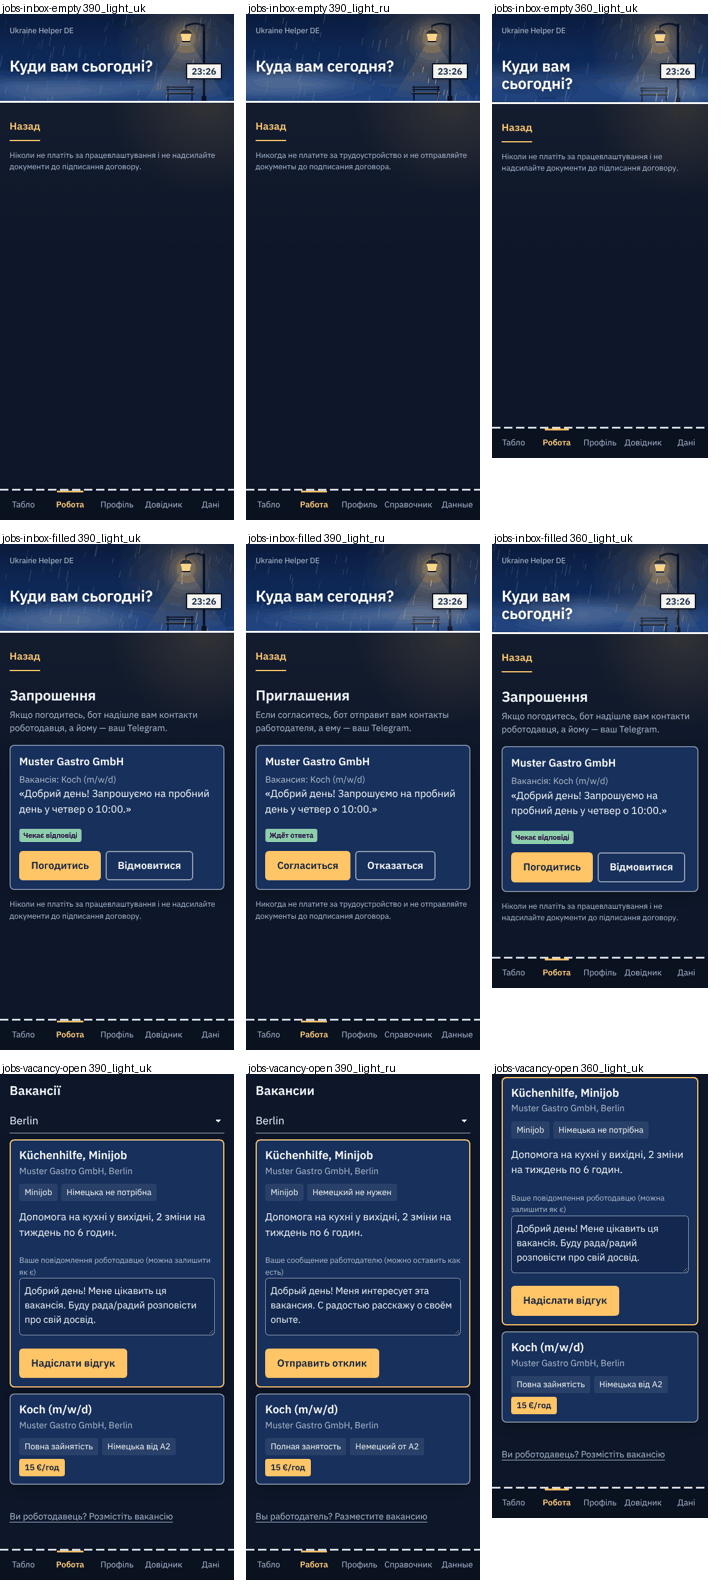 jobs-inbox-empty 390_light_uk
Ukraine Helper DE
Куди вам сьогодні?
23:26
Назад
Ніколи не платіть за працевлаштування і не надсилайте
документи до підписання договору.
Табло Робота Профіль Довідник Дані
jobs-inbox-empty 390_light_ru
Ukraine Helper DE
Куда вам сегодня?
23:26
Назад
Никогда не платите за трудоустройство и не отправляйте
документы до подписания договора.
Табло Работа Профиль Справочник Данные
jobs-inbox-empty 360_light_uk
Ukraine Helper DE
Куди вам
сьогодні?
23:26
Назад
Ніколи не платіть за працевлаштування і не
надсилайте документи до підписання договору.
Табло Робота Профіль Довідник Дані
jobs-inbox-filled 390_light_uk
Ukraine Helper DE
Куди вам сьогодні?
23:26
Назад
Запрошення
Якщо погодитесь, бот надішле вам контакти
роботодавця, а йому — ваш Telegram.
Muster Gastro GmbH
Вакансія: Koch (m/w/d)
«Добрий день! Запрошуємо на пробний
день у четвер о 10:00.»
Чекає відповіді
Погодитись Відмовитися
Ніколи не платіть за працевлаштування і не надсилайте
документи до підписання договору.
Табло Робота Профіль Довідник Дані
jobs-inbox-filled 390_light_ru
Ukraine Helper DE
Куда вам сегодня?
23:26
Назад
Приглашения
Если согласитесь, бот отправит вам контакты
работодателя, а ему — ваш Telegram.
Muster Gastro GmbH
Вакансия: Koch (m/w/d)
«Добрий день! Запрошуємо на пробний
день у четвер о 10:00.»
Ждёт ответа
Согласиться Отказаться
Никогда не платите за трудоустройство и не отправляйте
документы до подписания договора.
Табло Работа Профиль Справочник Данные
jobs-inbox-filled 360_light_uk
Ukraine Helper DE
Куди вам
сьогодні?
23:26
Назад
Запрошення
Якщо погодитесь, бот надішле вам контакти
роботодавця, а йому — ваш Telegram.
Muster Gastro GmbH
Вакансія: Koch (m/w/d)
«Добрий день! Запрошуємо на
пробний день у четвер о 10:00.»
Чекає відповіді
Погодитись Відмовитися
Ніколи не платіть за працевлаштування і не
надсилайте документи до підписання договору.
Табло Робота Профіль Довідник Дані
jobs-vacancy-open 390_light_uk
Вакансії
Berlin
Küchenhilfe, Minijob
Muster Gastro GmbH, Berlin
Minijob Німецька не потрібна
Допомога на кухні у вихідні, 2 зміни на
тиждень по 6 годин.
Ваше повідомлення роботодавцю (можна залишити
як є)
Добрий день! Мене цікавить ця
вакансія. Буду рада/радий розповісти
про свій досвід.
Надіслати відгук
Koch (m/w/d)
Muster Gastro GmbH, Berlin
Повна зайнятість Німецька від A2
15 €/год
Ви роботодавець? Розмістіть вакансію
Табло Робота Профіль Довідник Дані
jobs-vacancy-open 390_light_ru
Вакансии
Berlin
Küchenhilfe, Minijob
Muster Gastro GmbH, Berlin
Minijob Немецкий не нужен
Допомога на кухні у вихідні, 2 зміни на
тиждень по 6 годин.
Ваше сообщение работодателю (можно оставить как
есть)
Добрый день! Меня интересует эта
вакансия. С радостью расскажу о своём
опыте.
Отправить отклик
Koch (m/w/d)
Muster Gastro GmbH, Berlin
Полная занятость Немецкий от A2
15 €/год
Вы работодатель? Разместите вакансию
Табло Работа Профиль Справочник Данные
jobs-vacancy-open 360_light_uk
Küchenhilfe, Minijob
Muster Gastro GmbH, Berlin
Minijob Німецька не потрібна
Допомога на кухні у вихідні, 2 зміни
на тиждень по 6 годин.
Ваше повідомлення роботодавцю (можна
залишити як є)
Добрий день! Мене цікавить ця
вакансія. Буду рада/радий
розповісти про свій досвід.
Надіслати відгук
Koch (m/w/d)
Muster Gastro GmbH, Berlin
Повна зайнятість Німецька від A2
15 €/год
Ви роботодавець? Розмістіть вакансію
Табло Робота Профіль Довідник Дані